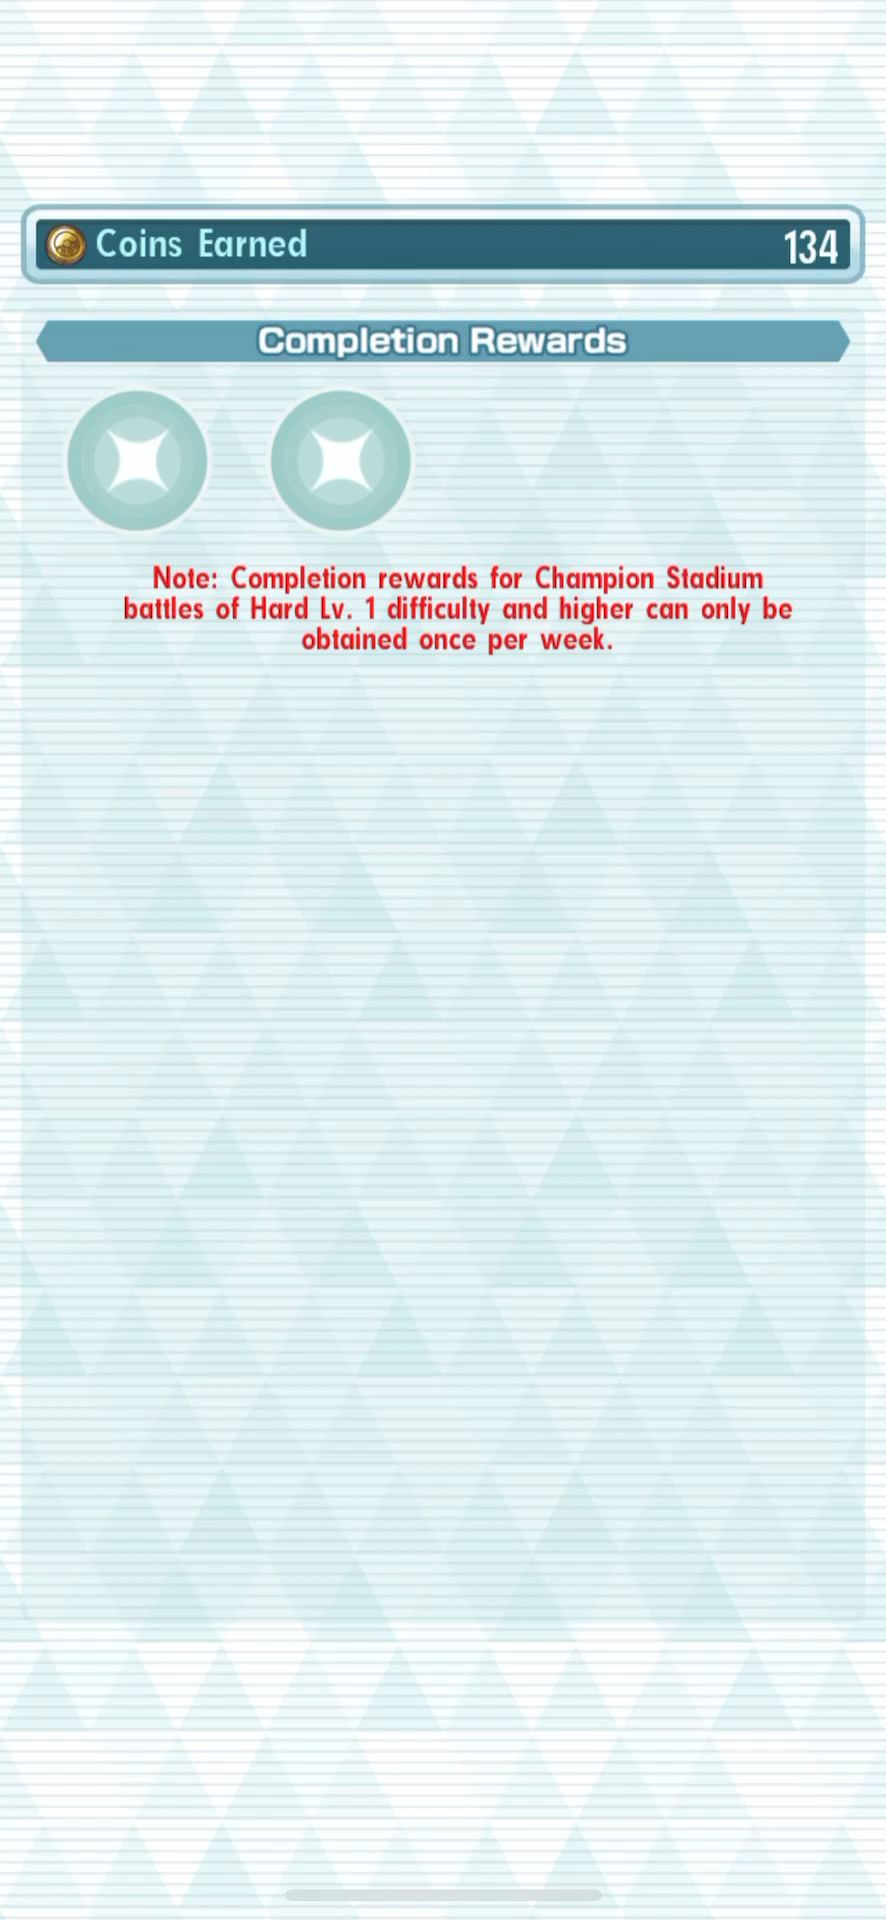 Coins Earned 134
Completion Rewards
Note: Completion rewards for Champion Stadium
battles of Hard Lv. 1 difficulty and higher can only be
obtained once per week.